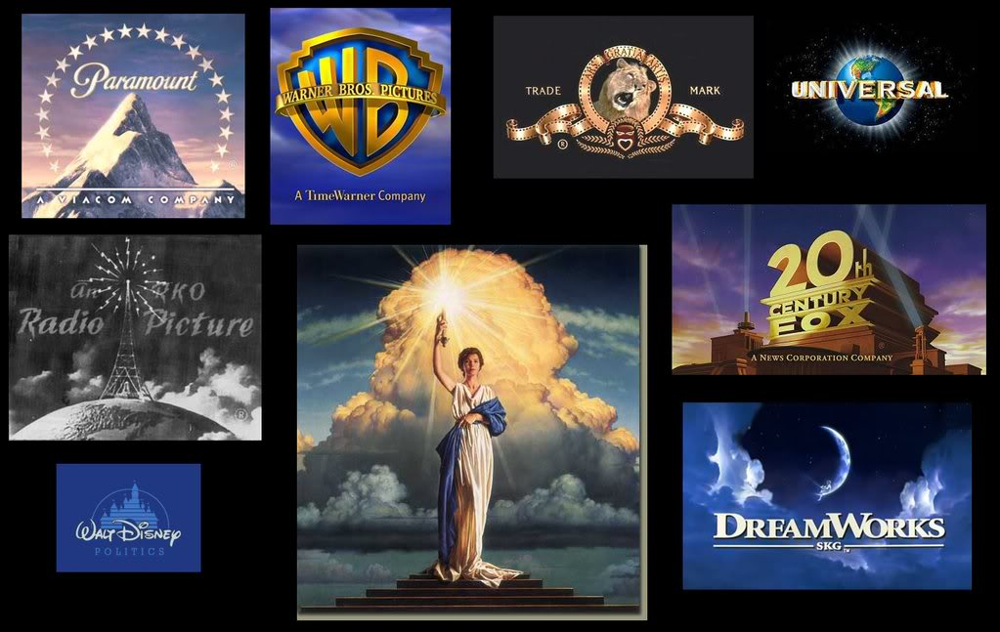 Paramount
A VIACOM COMPANY
WARNER BROS. PICTURES
WB
A TimeWarner Company
GRATIA ARTIS
TRADE MARK
®
UNIVERSAL
an RKO
Radio Picture
®
20th
CENTURY
FOX
®
A NEWS CORPORATION COMPANY
WALT DISNEY
POLITICS
DREAMWORKS
SKG
TM